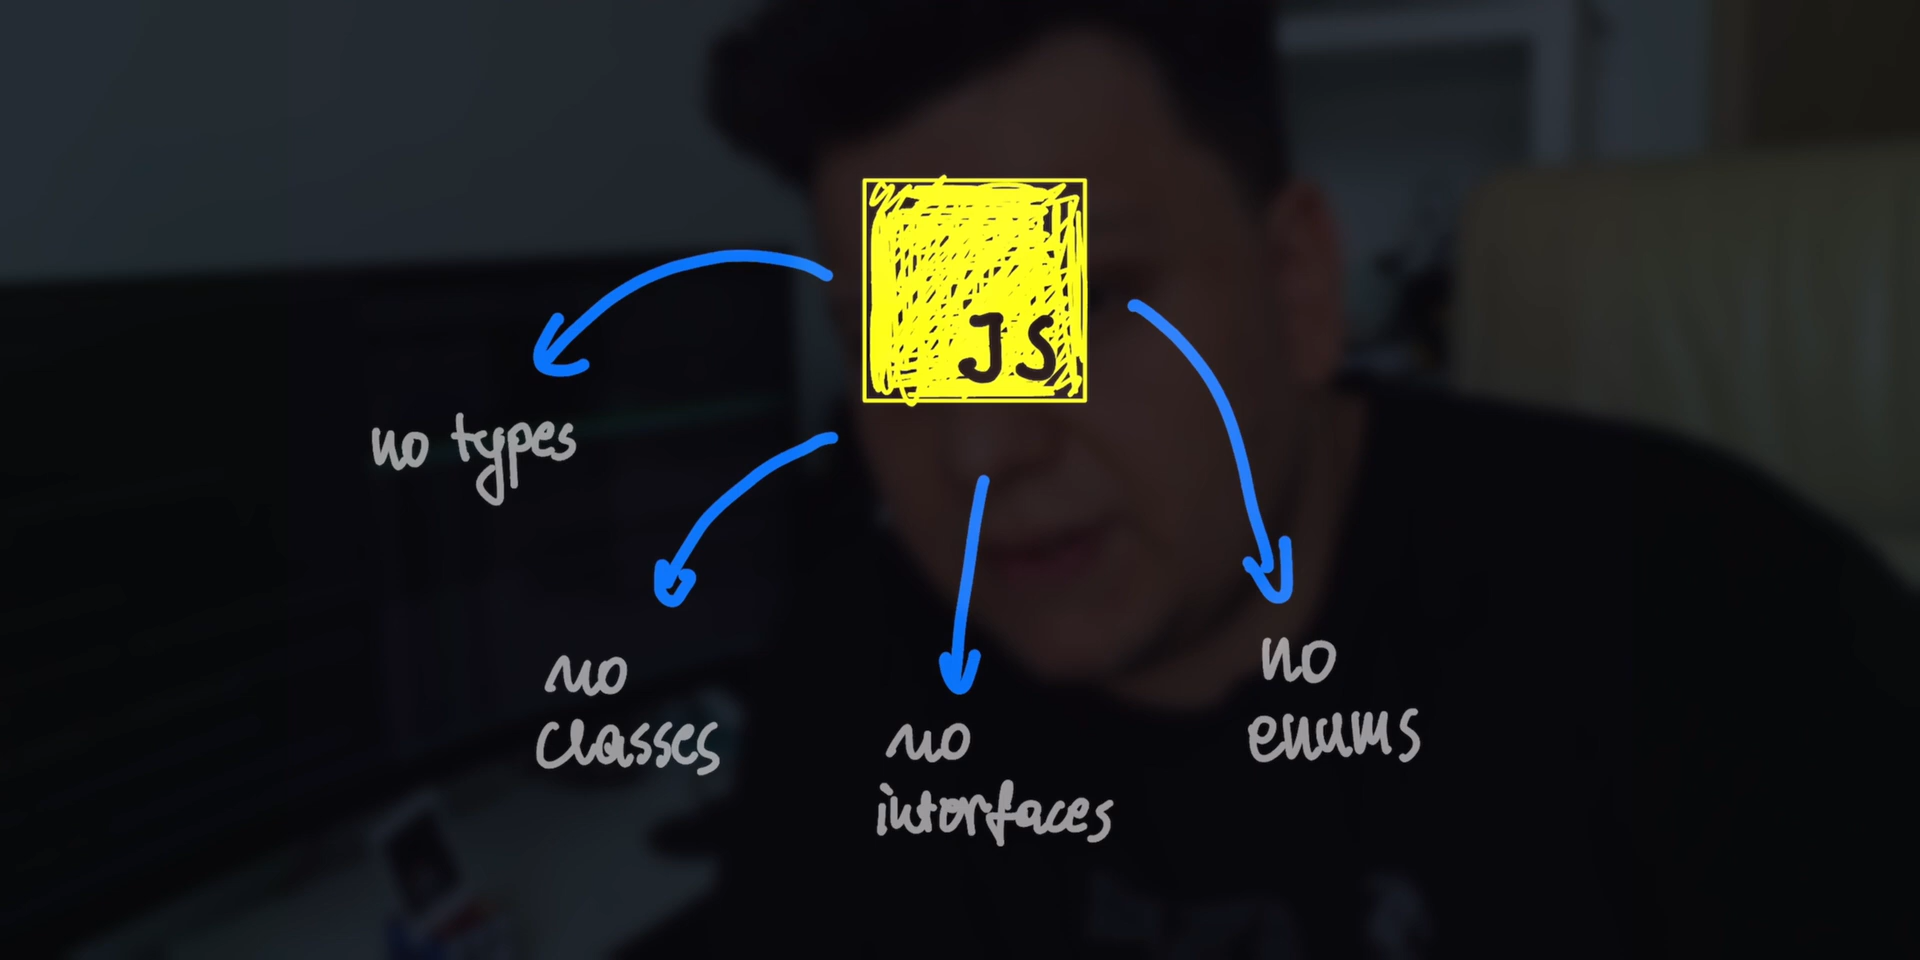 JS
no types
no
classes
no
interfaces
no
enums